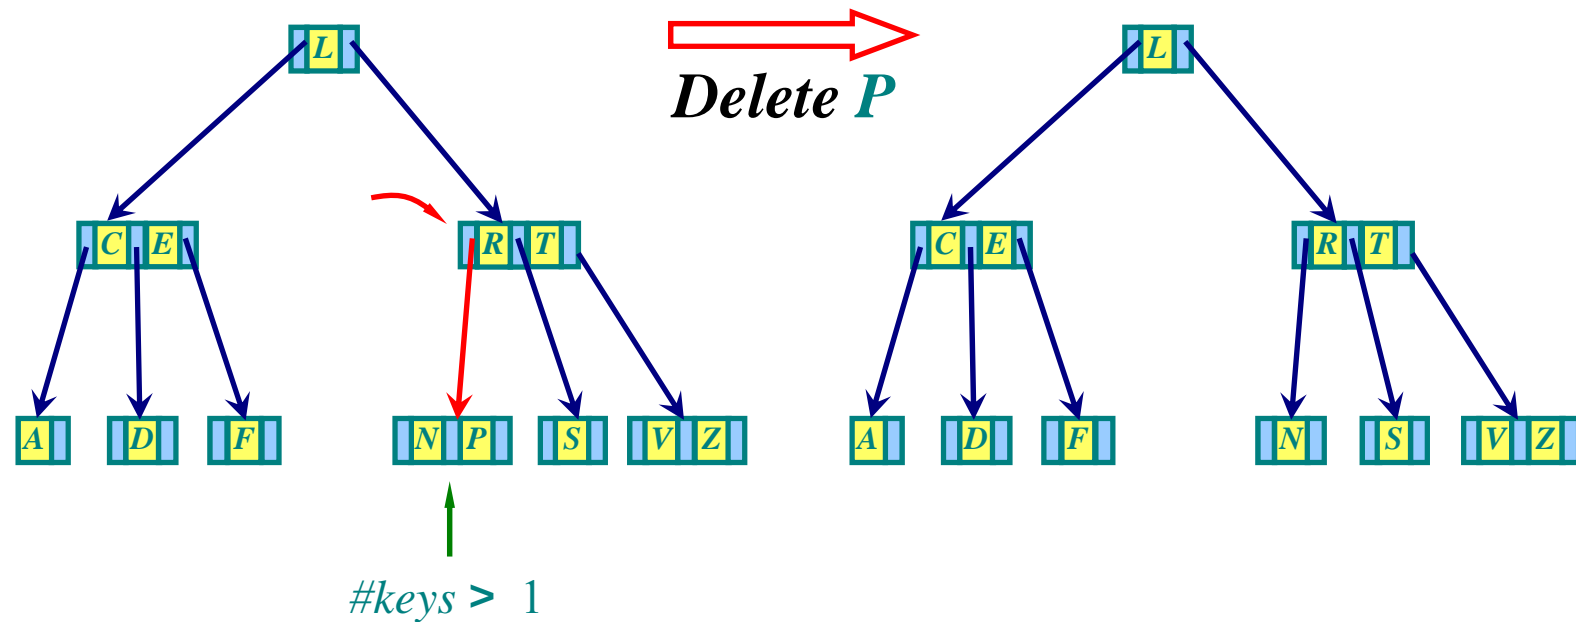 L
L
Delete P
C E
R T
C E
R T
A D F N P S V Z
A D F N S V Z
#keys > 1